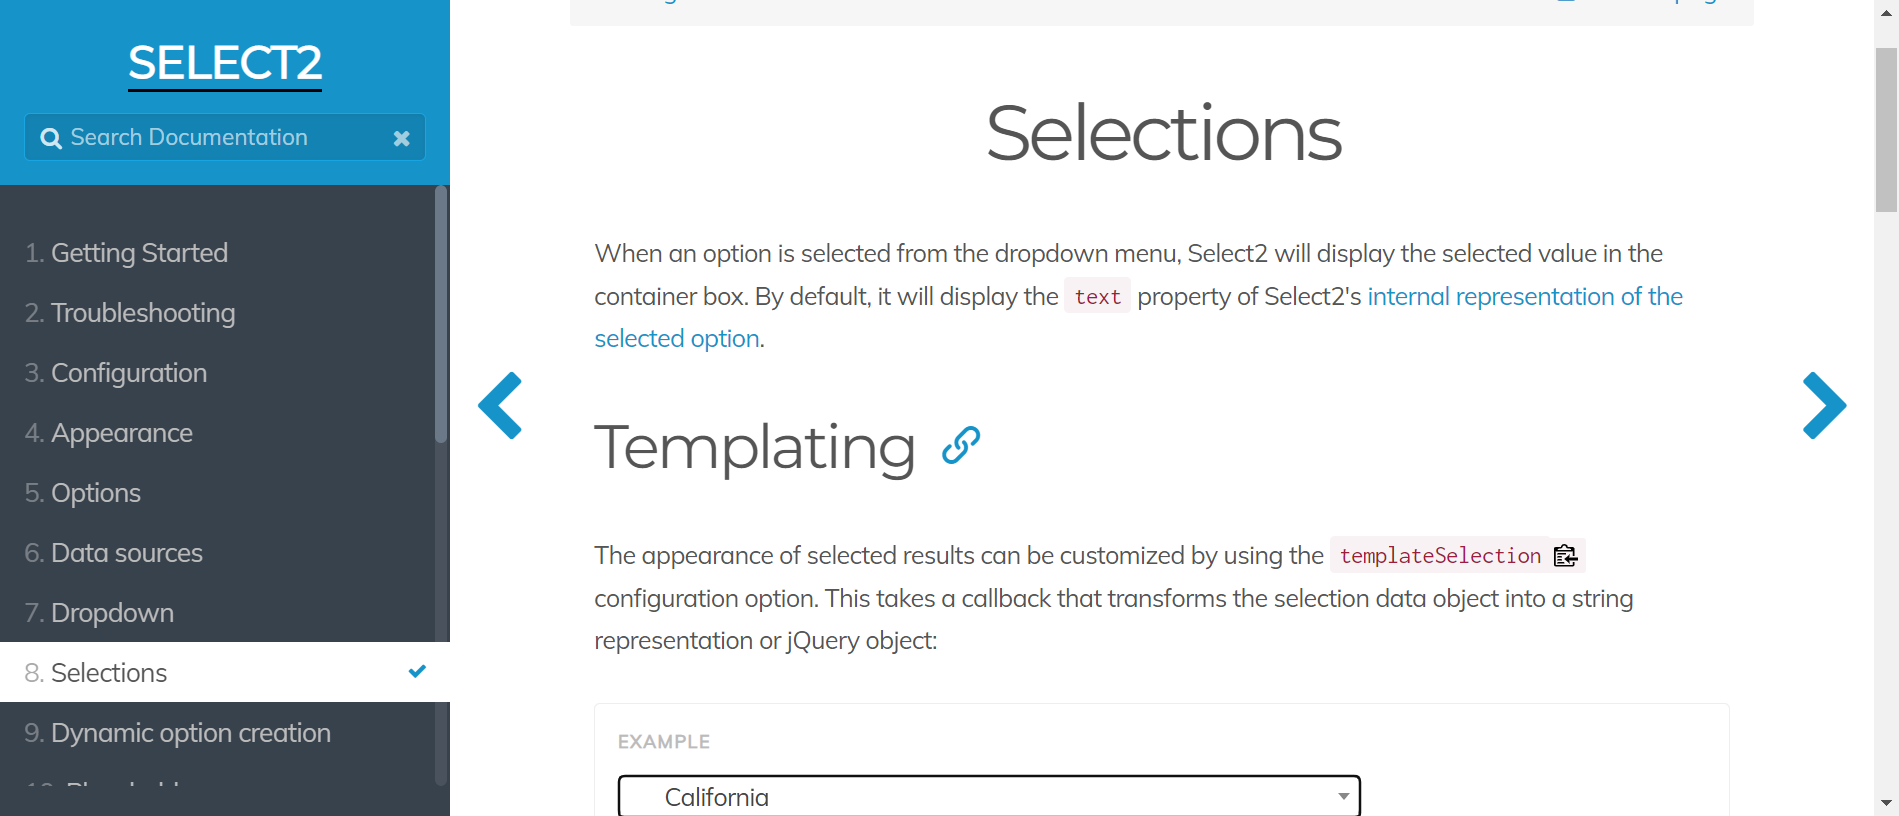 SELECT2
Search Documentation
1. Getting Started
2. Troubleshooting
3. Configuration
4. Appearance
5. Options
6. Data sources
7. Dropdown
8. Selections
9. Dynamic option creation
Selections
When an option is selected from the dropdown menu, Select2 will display the selected value in the
container box. By default, it will display the text property of Select2's internal representation of the
selected option.
Templating
The appearance of selected results can be customized by using the templateSelection
configuration option. This takes a callback that transforms the selection data object into a string
representation or jQuery object:
EXAMPLE
California